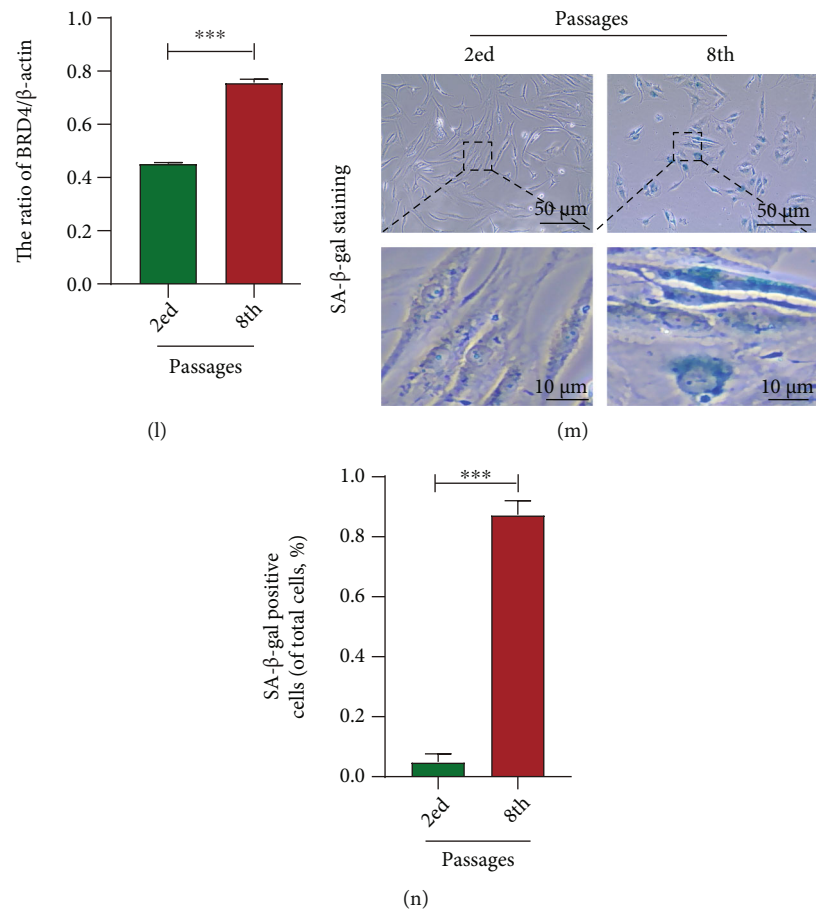 The ratio of BRD4/β-actin
1.0
0.8
0.6
0.4
0.2
0.0
***
2ed
8th
Passages
(l)
Passages
2ed
8th
SA-β-gal staining
50 μm
50 μm
10 μm
10 μm
(m)
SA-β-gal positive
cells (of total cells, %)
1.0
0.8
0.6
0.4
0.2
0.0
***
2ed
8th
Passages
(n)